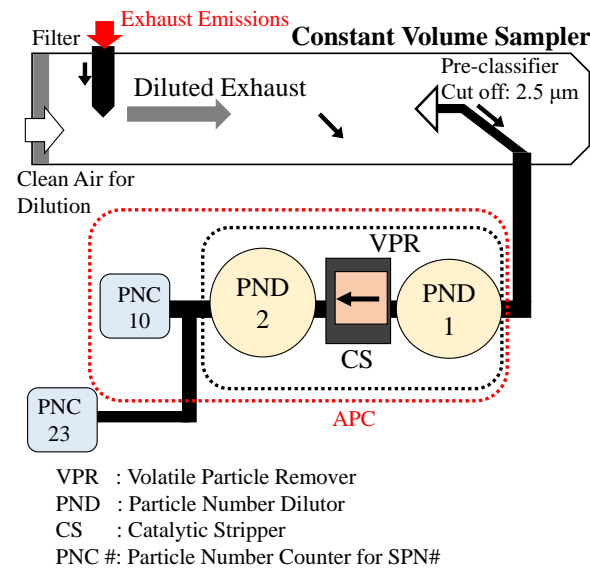 Exhaust Emissions
Filter
Constant Volume Sampler
Pre-classifier
Cut off: 2.5 μm
Diluted Exhaust
Clean Air for
Dilution
VPR
PNC
10
PND
2
PND
1
CS
PNC
23
APC
VPR : Volatile Particle Remover
PND : Particle Number Dilutor
CS : Catalytic Stripper
PNC #: Particle Number Counter for SPN#